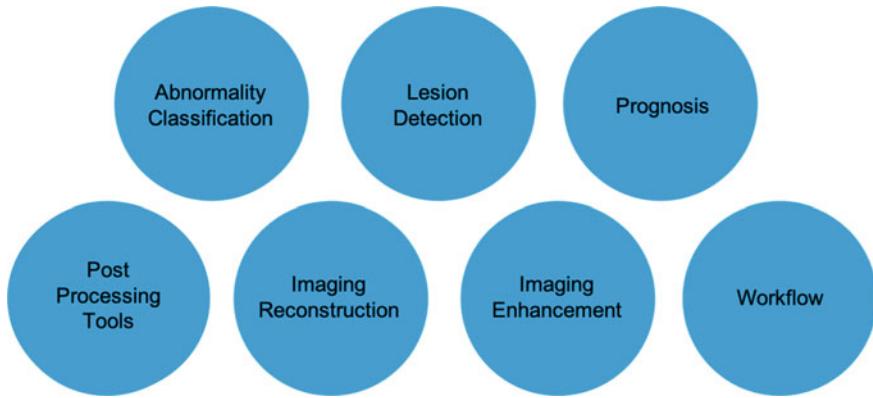 Abnormality
Classification
Lesion
Detection
Prognosis
Post
Processing
Tools
Imaging
Reconstruction
Imaging
Enhancement
Workflow